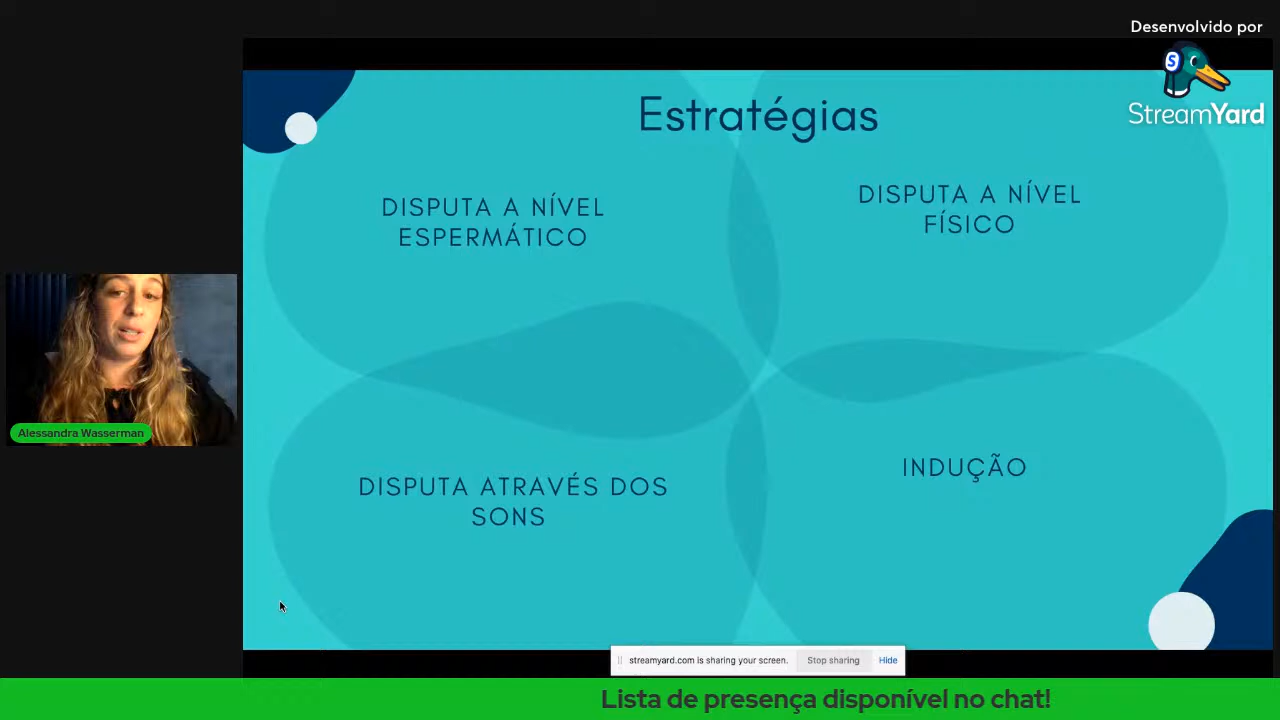 Desenvolvido por
S
StreamYard
Estratégias
DISPUTA A NÍVEL
ESPERMÁTICO
DISPUTA A NÍVEL
FÍSICO
Alessandra Wasserman
DISPUTA ATRAVÉS DOS
SONS
INDUÇÃO
streamyard.com is sharing your screen.
Stop sharing
Hide
Lista de presença disponível no chat!